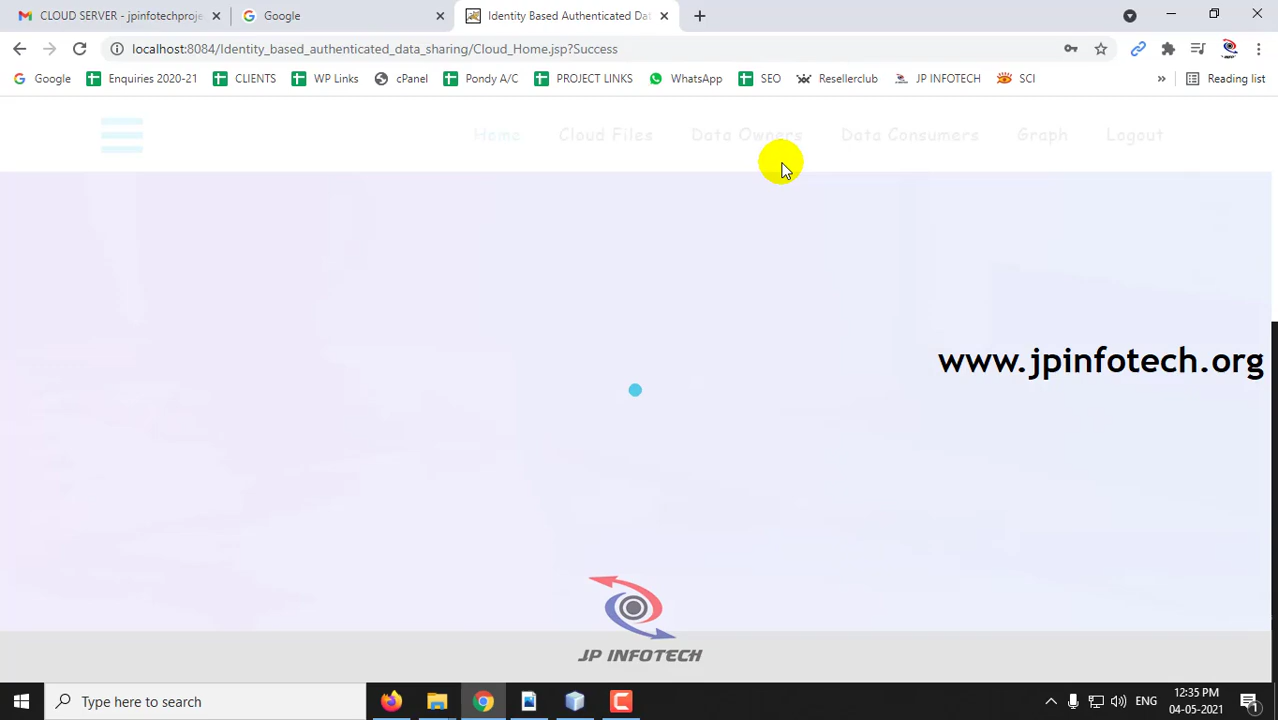 CLOUD SERVER - jpinfotechproje
Google
Identity Based Authenticated Dat
localhost:8084/Identity_based_authenticated_data_sharing/Cloud_Home.jsp?Success
Google
Enquiries 2020-21
CLIENTS
WP Links
cPanel
Pondy A/C
PROJECT LINKS
WhatsApp
SEO
Resellerclub
JP INFOTECH
SCI
»
Reading list
Home
Cloud Files
Data Owners
Data Consumers
Graph
Logout
www.jpinfotech.org
JP INFOTECH
Type here to search
ENG
12:35 PM
04-05-2021
1